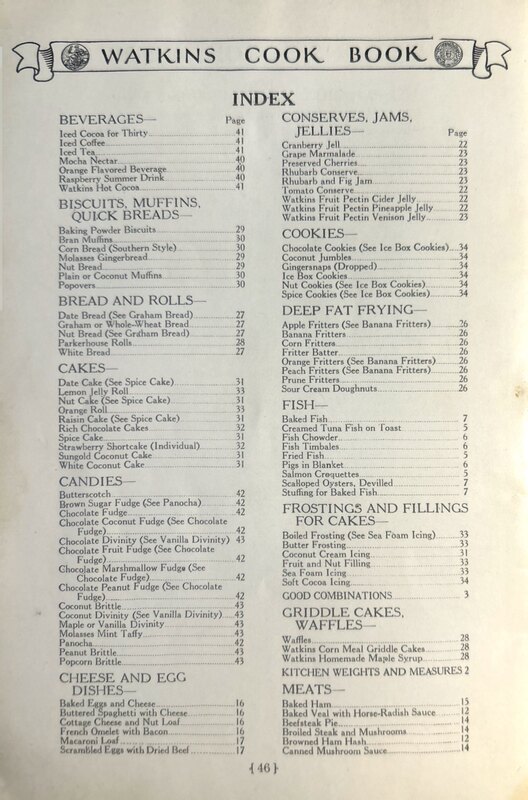 WATKINS COOK BOOK
INDEX
BEVERAGES— Page
Iced Cocoa for Thirty 41
Iced Coffee 41
Iced Tea 41
Mocha Nectar 40
Orange Flavored Beverage 40
Raspberry Summer Drink 40
Watkins Hot Cocoa 41
BISCUITS, MUFFINS,
QUICK BREADS—
Baking Powder Biscuits 29
Bran Muffins 30
Corn Bread (Southern Style) 30
Molasses Gingerbread 29
Nut Bread 29
Plain or Coconut Muffins 30
Popovers 30
BREAD AND ROLLS—
Date Bread (See Graham Bread) 27
Graham or Whole-Wheat Bread 27
Nut Bread (See Graham Bread) 27
Parkerhouse Rolls 28
White Bread 27
CAKES—
Date Cake (See Spice Cake) 31
Lemon Jelly Roll 33
Nut Cake (See Spice Cake) 31
Orange Roll 33
Raisin Cake (See Spice Cake) 31
Rich Chocolate Cakes 32
Spice Cake 31
Strawberry Shortcake (Individual) 32
Sungold Coconut Cake 31
White Coconut Cake 31
CANDIES—
Butterscotch 42
Brown Sugar Fudge (See Panocha) 42
Chocolate Fudge 42
Chocolate Coconut Fudge (See Chocolate
Fudge) 42
Chocolate Divinity (See Vanilla Divinity) 43
Chocolate Fruit Fudge (See Chocolate
Fudge) 42
Chocolate Marshmallow Fudge (See
Chocolate Fudge) 42
Chocolate Peanut Fudge (See Chocolate
Fudge) 42
Coconut Brittle 43
Coconut Divinity (See Vanilla Divinity) 43
Maple or Vanilla Divinity 43
Molasses Mint Taffy 43
Panocha 42
Peanut Brittle 43
Popcorn Brittle 43
CHEESE AND EGG
DISHES—
Baked Eggs and Cheese 16
Buttered Spaghetti with Cheese 16
Cottage Cheese and Nut Loaf 16
French Omelet with Bacon 16
Macaroni Loaf 17
Scrambled Eggs with Dried Beef 17
CONSERVES, JAMS,
JELLIES— Page
Cranberry Jell 22
Grape Marmalade 23
Preserved Cherries 23
Rhubarb Conserve 23
Rhubarb and Fig Jam 23
Tomato Conserve 22
Watkins Fruit Pectin Cider Jelly 22
Watkins Fruit Pectin Pineapple Jelly 22
Watkins Fruit Pectin Venison Jelly 23
COOKIES—
Chocolate Cookies (See Ice Box Cookies) 34
Coconut Jumbles 34
Gingersnaps (Dropped) 34
Ice Box Cookies 34
Nut Cookies (See Ice Box Cookies) 34
Spice Cookies (See Ice Box Cookies) 34
DEEP FAT FRYING—
Apple Fritters (See Banana Fritters) 26
Banana Fritters 26
Corn Fritters 26
Fritter Batter 26
Orange Fritters (See Banana Fritters) 26
Peach Fritters (See Banana Fritters) 26
Prune Fritters 26
Sour Cream Doughnuts 26
FISH—
Baked Fish 7
Creamed Tuna Fish on Toast 5
Fish Chowder 6
Fish Timbales 6
Fried Fish 5
Pigs in Blanket 6
Salmon Croquettes 5
Scalloped Oysters, Devilled 7
Stuffing for Baked Fish 7
FROSTINGS AND FILLINGS
FOR CAKES—
Boiled Frosting (See Sea Foam Icing) 33
Butter Frosting 33
Coconut Cream Icing 31
Fruit and Nut Filling 33
Sea Foam Icing 33
Soft Cocoa Icing 34
GOOD COMBINATIONS 3
GRIDDLE CAKES,
WAFFLES—
Waffles 28
Watkins Corn Meal Griddle Cakes 28
Watkins Homemade Maple Syrup 28
KITCHEN WEIGHTS AND MEASURES 2
MEATS—
Baked Ham 15
Baked Veal with Horse-Radish Sauce 12
Beefsteak Pie 14
Broiled Steak and Mushrooms 14
Browned Ham Hash 12
Canned Mushroom Sauce 14
{46}